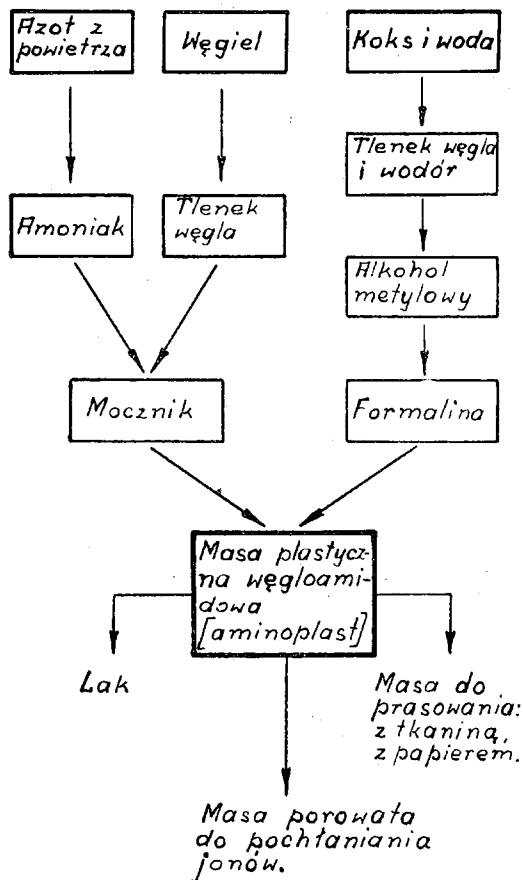 Azot z
powietrza
Węgiel
Koks i woda
Tlenek węgla
i wodór
Amoniak
Tlenek
węgla
Alkohol
metylowy
Mocznik
Formalina
Masa plastycz-
na węgloami-
dowa
[aminoplast]
Lak
Masa do
prasowania:
z tkaniną,
z papierem.
Masa porowata
do pochłaniania
jonów.